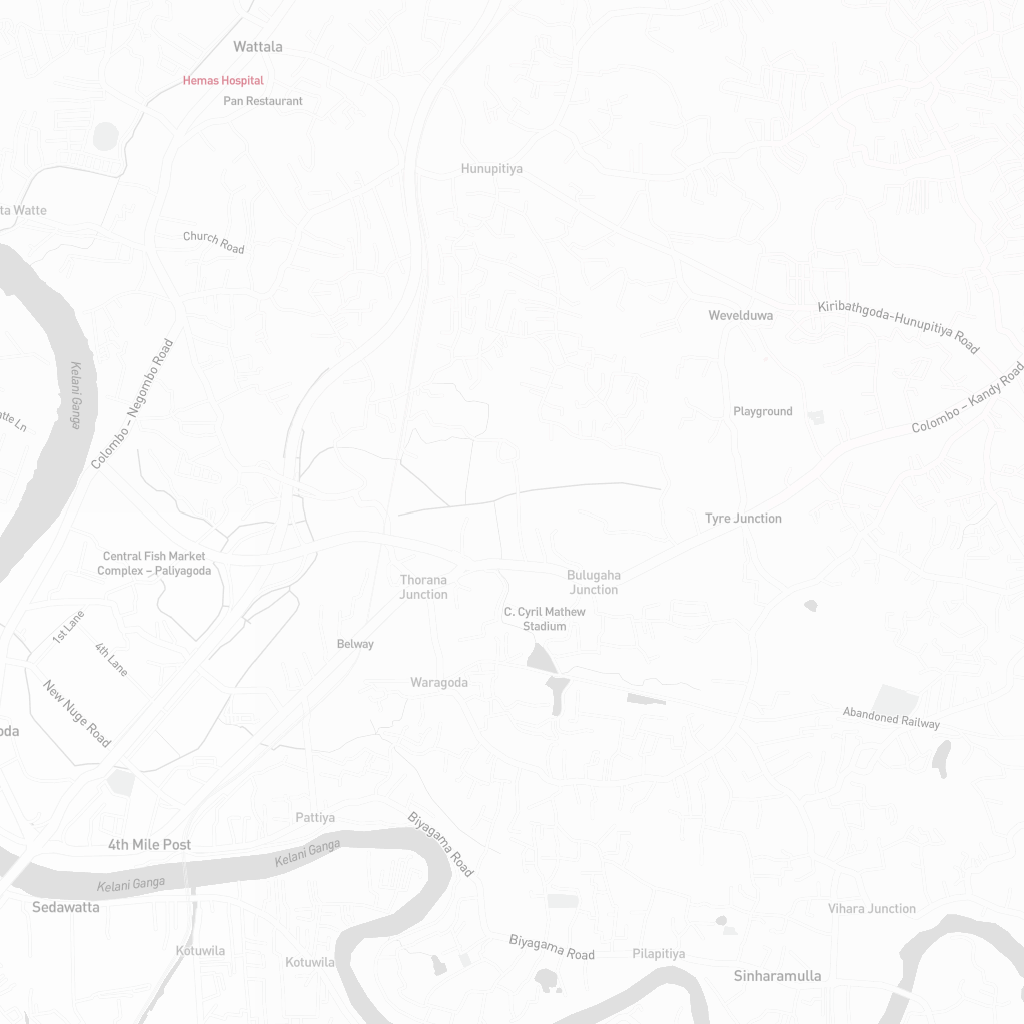 Wattala
Hemas Hospital
Pan Restaurant
Hunupitiya
ta Watte
Church Road
Kiribathgoda-Hunupitiya Road
Wevelduwa
Kelani Ganga
Colombo – Negombo Road
atte Ln
Playground
Colombo – Kandy Road
Tyre Junction
Central Fish Market
Complex – Paliyagoda
Thorana
Junction
Bulugaha
Junction
C. Cyril Mathew
Stadium
1st Lane
4th Lane
Belway
Waragoda
New Nuge Road
oda
Abandoned Railway
Pattiya
Biyagama Road
4th Mile Post
Kelani Ganga
Kelani Ganga
Sedawatta
Vihara Junction
Kotuwila
Kotuwila
Biyagama Road
Pilapitiya
Sinharamulla